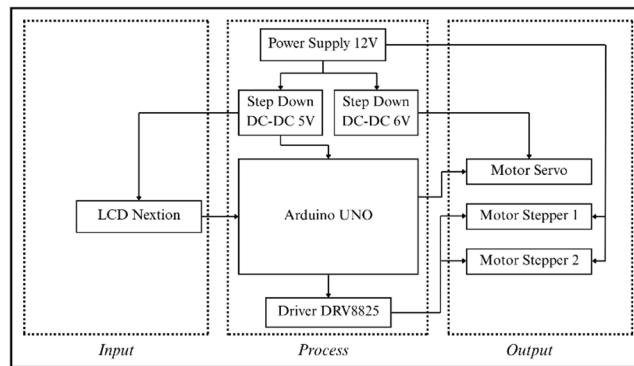 Power Supply 12V
Step Down
DC-DC 5V
Step Down
DC-DC 6V
Motor Servo
LCD Nextion
Arduino UNO
Motor Stepper 1
Motor Stepper 2
Driver DRV8825
Input
Process
Output